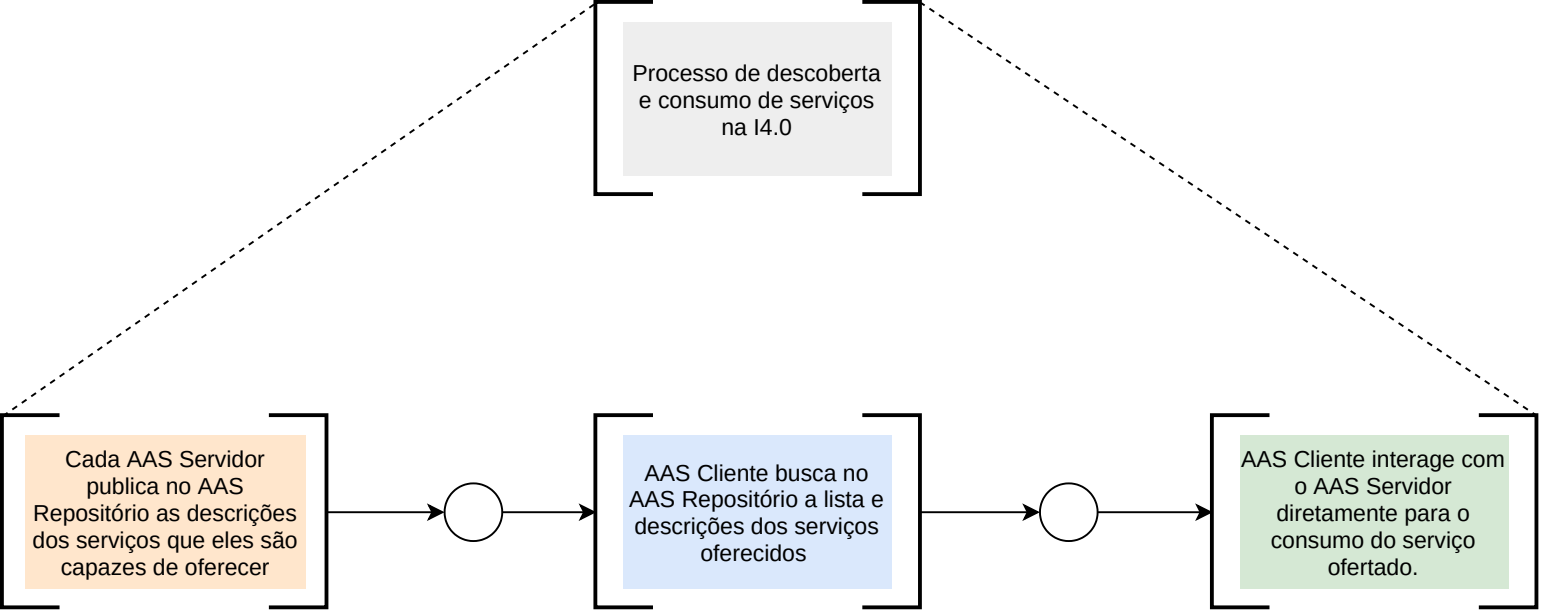 Processo de descoberta
e consumo de serviços
na I4.0
Cada AAS Servidor
publica no AAS
Repositório as descrições
dos serviços que eles são
capazes de oferecer
AAS Cliente busca no
AAS Repositório a lista e
descrições dos serviços
oferecidos
AAS Cliente interage com
o AAS Servidor
diretamente para o
consumo do serviço
ofertado.